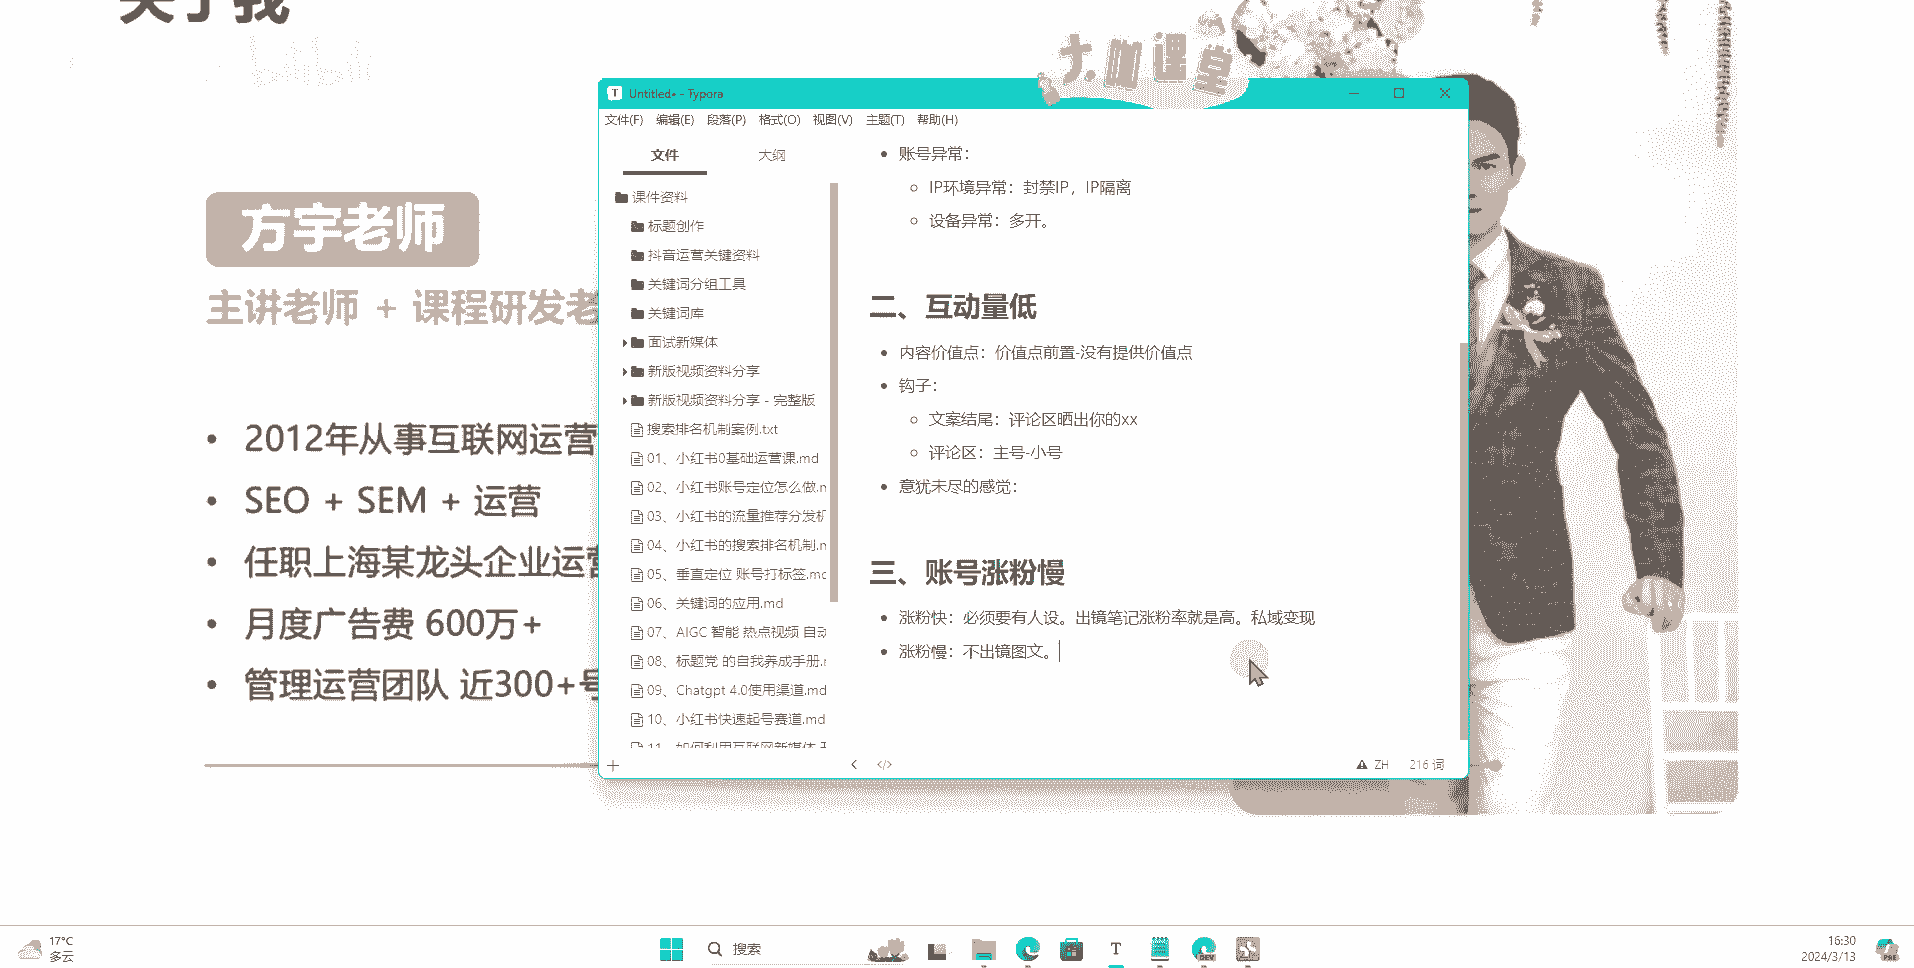 关于我
bilibili
大咖课堂
方宇老师
主讲老师 + 课程研发老
2012年从事互联网运营
SEO + SEM + 运营
任职上海某龙头企业运营
月度广告费 600万+
管理运营团队 近300+号
Untitled• - Typora
文件(F) 编辑(E) 段落(P) 格式(O) 视图(V) 主题(T) 帮助(H)
文件 大纲
课件资料
标题创作
抖音运营关键资料
关键词分组工具
关键词库
面试新媒体
新版视频资料分享
新版视频资料分享 - 完整版
搜索排名机制案例.txt
01、小红书0基础运营课.md
02、小红书账号定位怎么做.m
03、小红书的流量推荐分发机
04、小红书的搜索排名机制.m
05、垂直定位 账号打标签.md
06、关键词的应用.md
07、AIGC 智能 热点视频 自动
08、标题党 的自我养成手册.m
09、Chatgpt 4.0使用渠道.md
10、小红书快速起号赛道.md
11、如何利用互联网新媒体
账号异常：
IP环境异常：封禁IP，IP隔离
设备异常：多开。
二、互动量低
内容价值点：价值点前置-没有提供价值点
钩子：
文案结尾：评论区晒出你的xx
评论区：主号-小号
意犹未尽的感觉：
三、账号涨粉慢
涨粉快：必须要有人设。出镜笔记涨粉率就是高。私域变现
涨粉慢：不出镜图文。
ZH 216 词
17°C
多云
搜索
T
DEV
16:30
2024/3/13
PRE